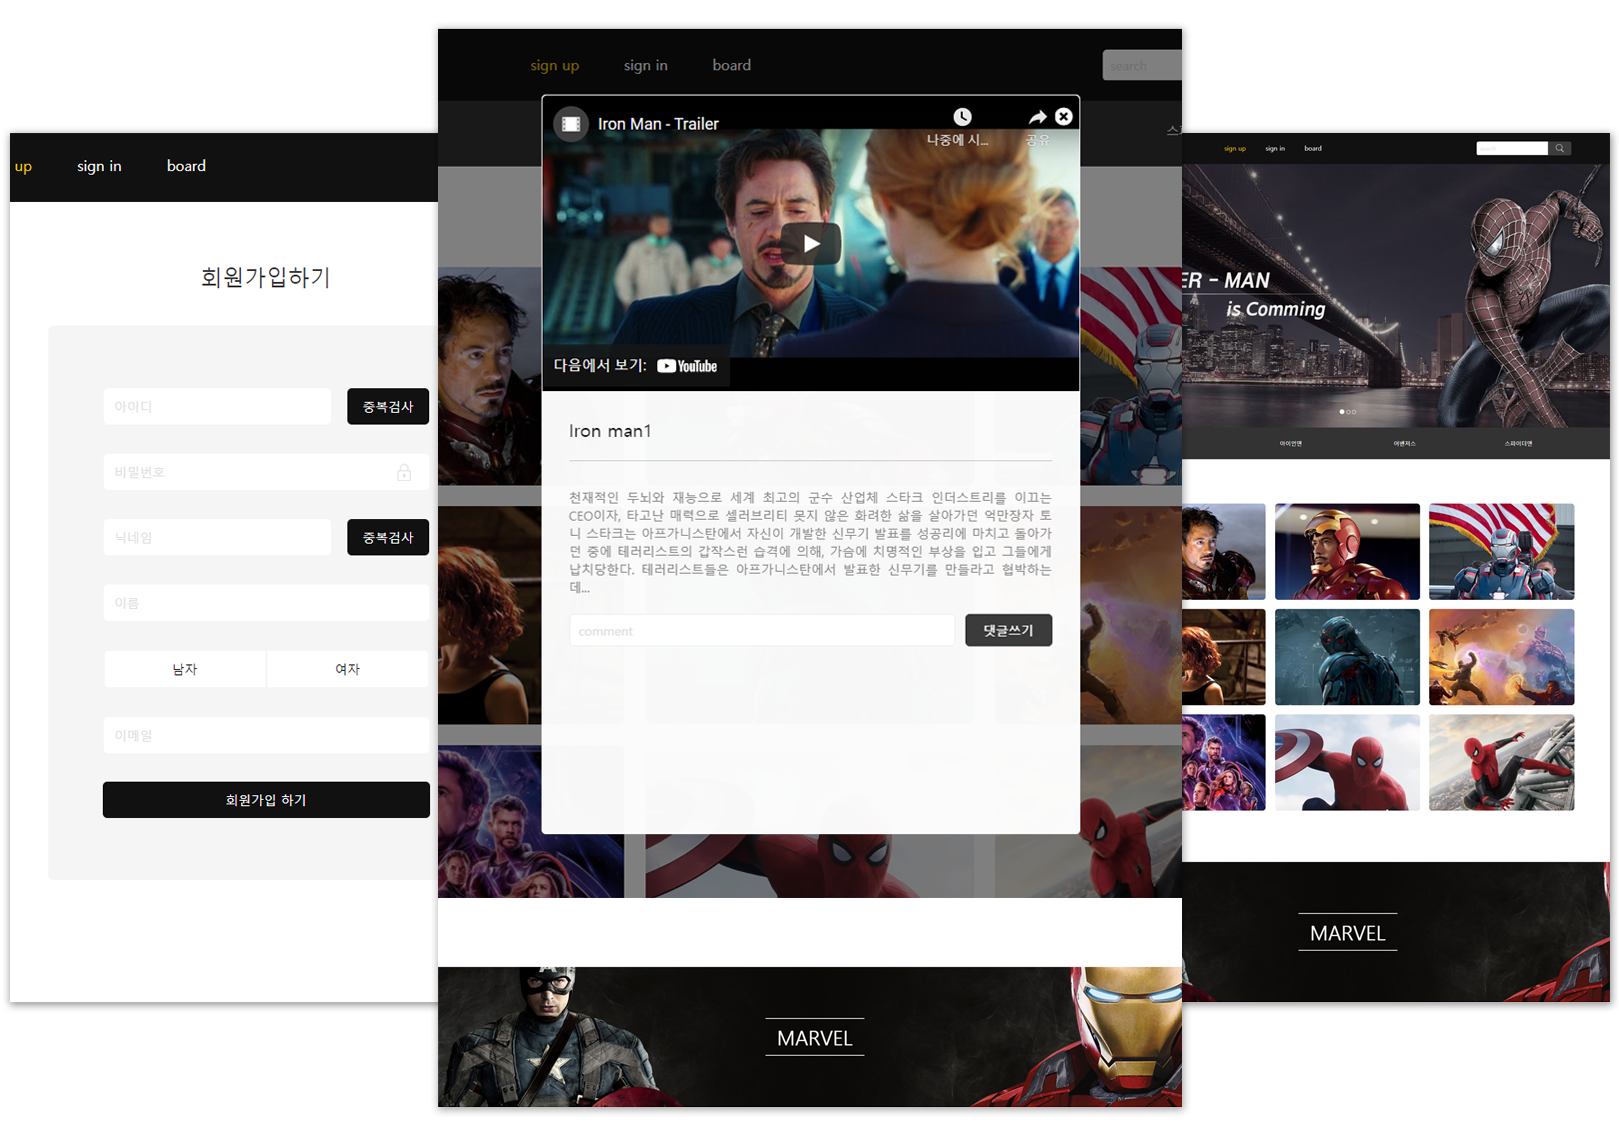 up sign in board
회원가입하기
아이디
중복검사
비밀번호
닉네임
중복검사
이름
남자 여자
이메일
회원가입 하기
sign up sign in board
search
Iron Man - Trailer
나중에 시...
공유
다음에서 보기: YouTube
Iron man1
천재적인 두뇌와 재능으로 세계 최고의 군수 산업체 스타크 인더스트리를 이끄는
CEO이자, 타고난 매력으로 셀러브리티 못지 않은 화려한 삶을 살아가던 억만장자 토
니 스타크는 아프가니스탄에서 자신이 개발한 신무기 발표를 성공리에 마치고 돌아가
던 중에 테러리스트의 갑작스런 습격에 의해, 가슴에 치명적인 부상을 입고 그들에게
납치당한다. 테러리스트들은 아프가니스탄에서 발표한 신무기를 만들라고 협박하는
데...
comment
댓글쓰기
MARVEL
sign up sign in board
search
ER - MAN
is Comming
아이언맨 어벤져스 스파이더맨
MARVEL